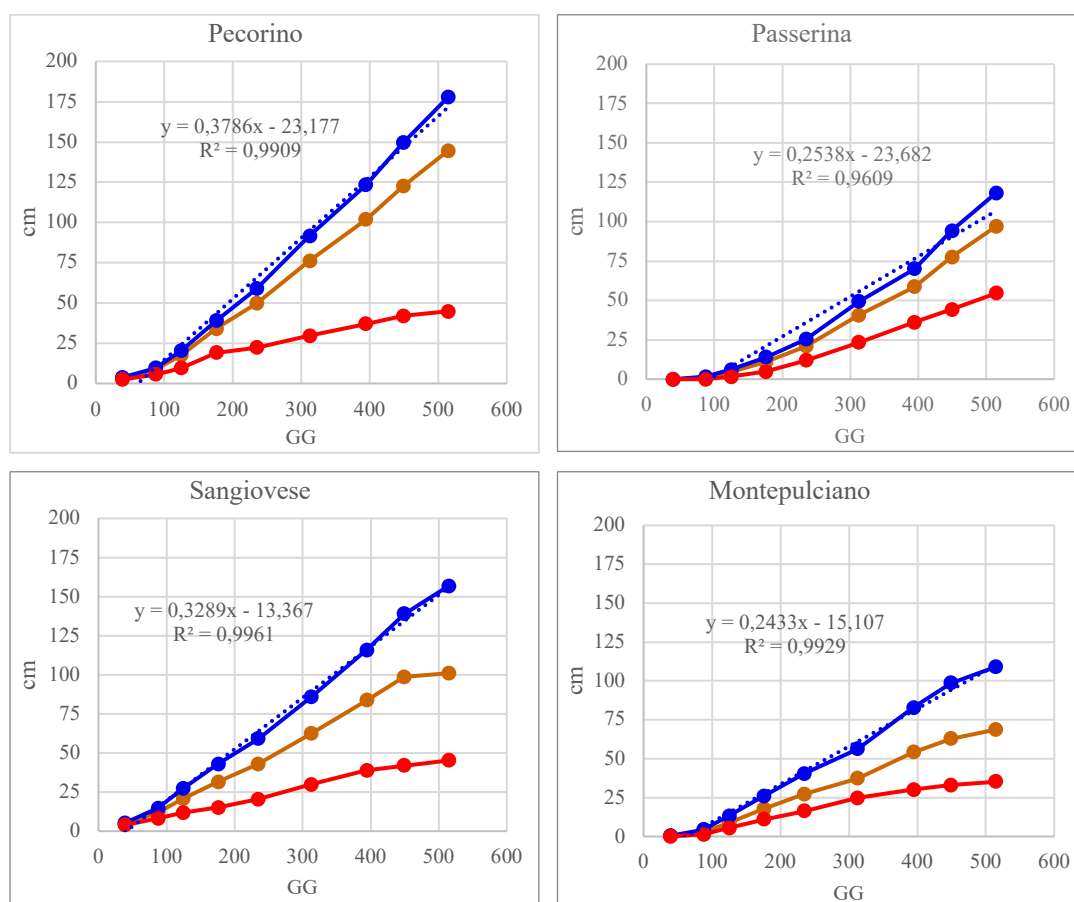 Pecorino
200
175
150
125
100
75
50
25
0
cm
y = 0,3786x - 23,177
R² = 0,9909
0 100 200 300 400 500 600
GG
Passerina
200
175
150
125
100
75
50
25
0
cm
y = 0,2538x - 23,682
R² = 0,9609
0 100 200 300 400 500 600
GG
Sangiovese
200
175
150
125
100
75
50
25
0
cm
y = 0,3289x - 13,367
R² = 0,9961
0 100 200 300 400 500 600
GG
Montepulciano
200
175
150
125
100
75
50
25
0
cm
y = 0,2433x - 15,107
R² = 0,9929
0 100 200 300 400 500 600
GG